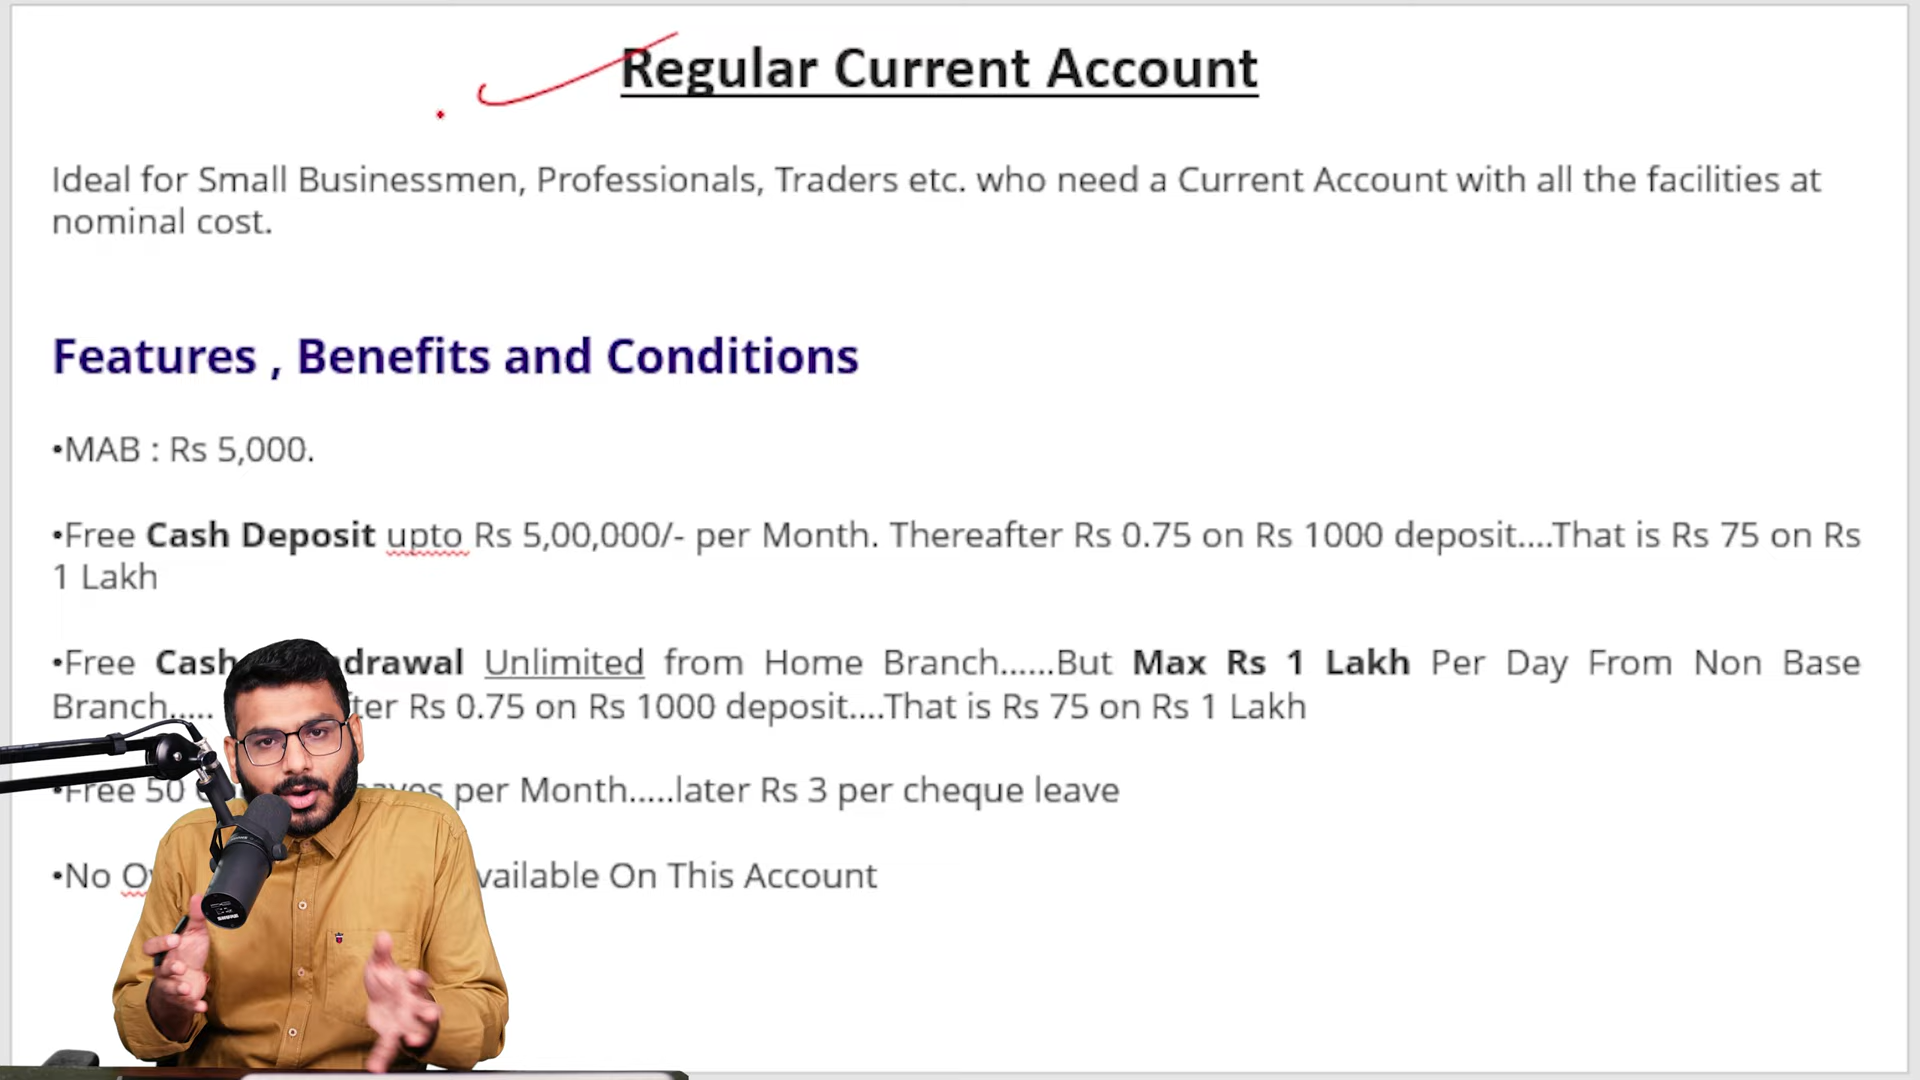 Regular Current Account
Ideal for Small Businessmen, Professionals, Traders etc. who need a Current Account with all the facilities at
nominal cost.
Features , Benefits and Conditions
•MAB : Rs 5,000.
•Free Cash Deposit upto Rs 5,00,000/- per Month. Thereafter Rs 0.75 on Rs 1000 deposit....That is Rs 75 on Rs
1 Lakh
•Free Cash drawal Unlimited from Home Branch......But Max Rs 1 Lakh Per Day From Non Base
Branch..... ter Rs 0.75 on Rs 1000 deposit....That is Rs 75 on Rs 1 Lakh
•Free 50 per Month.....later Rs 3 per cheque leave
•No vailable On This Account